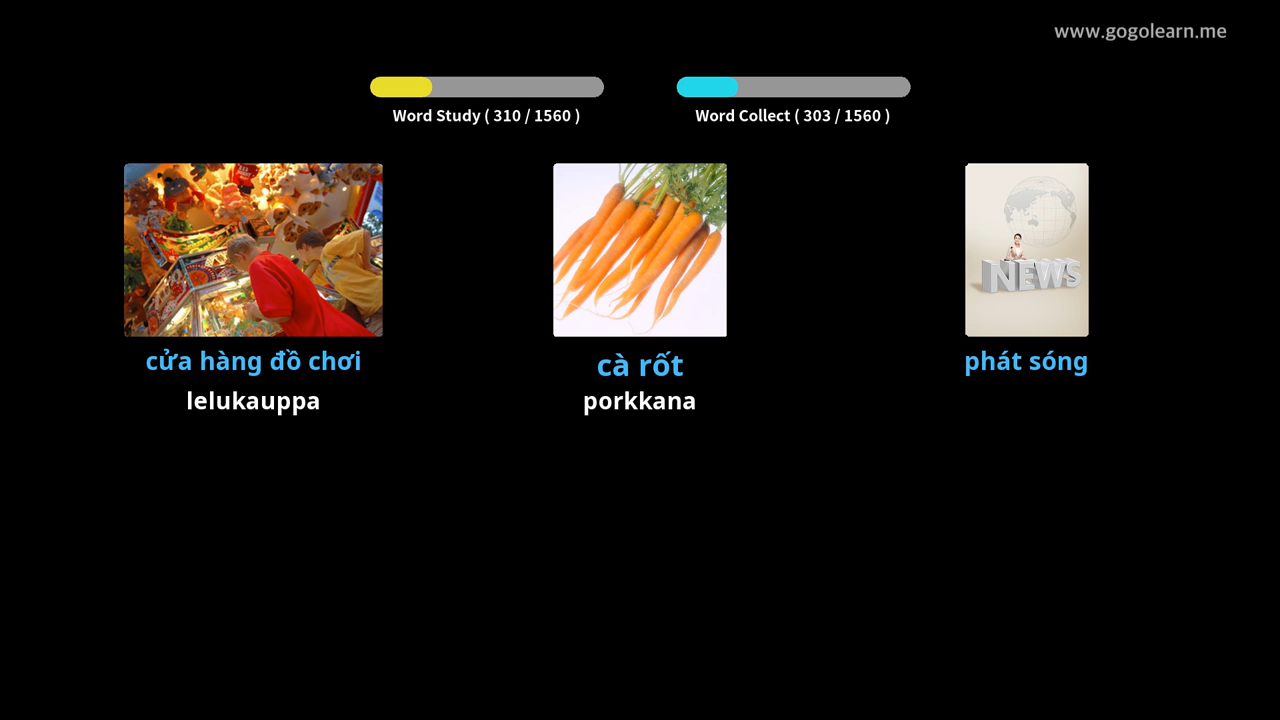 www.gogolearn.me
Word Study ( 310 / 1560 )
Word Collect ( 303 / 1560 )
NEWS
cửa hàng đồ chơi
cà rốt
phát sóng
lelukauppa
porkkana